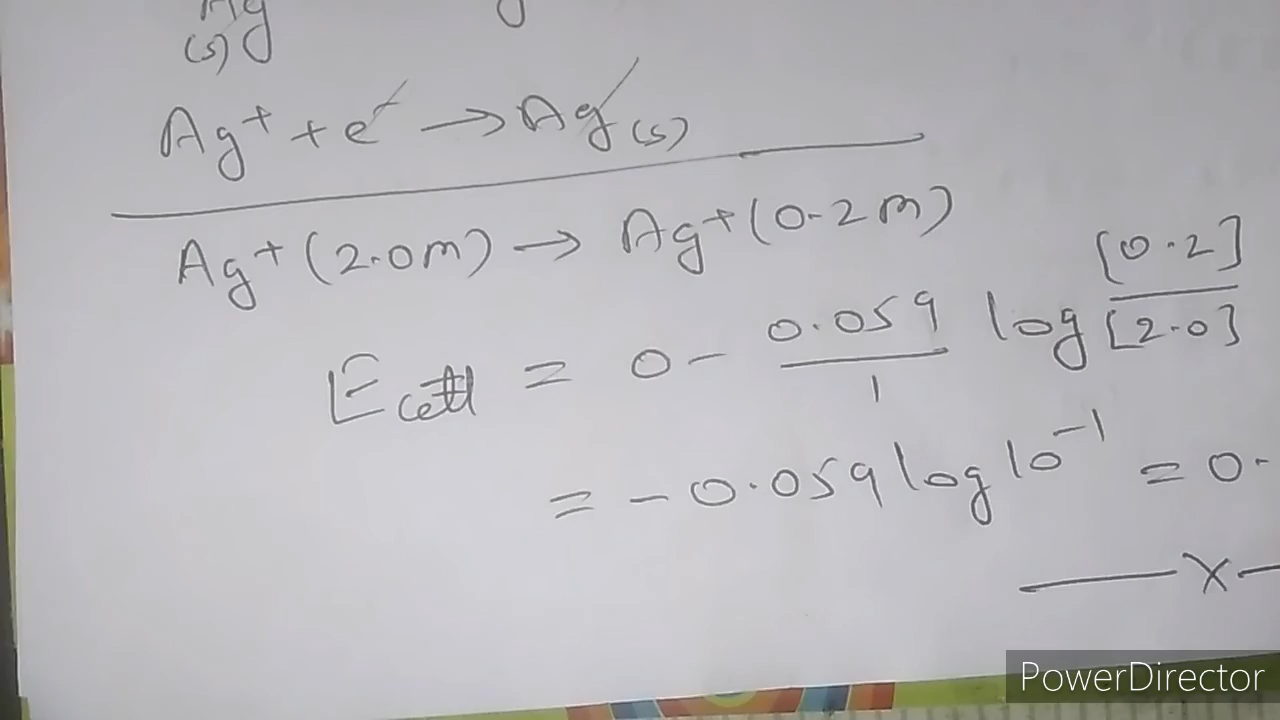 Ag
(s)
Ag+ + e- → Ag(s)
Ag+ (2.0m) → Ag+ (0.2m)
Ecell = 0 - 0.059/1 log [0.2]/[2.0]
= -0.059 log 10^-1 = 0.
—x—
PowerDirector